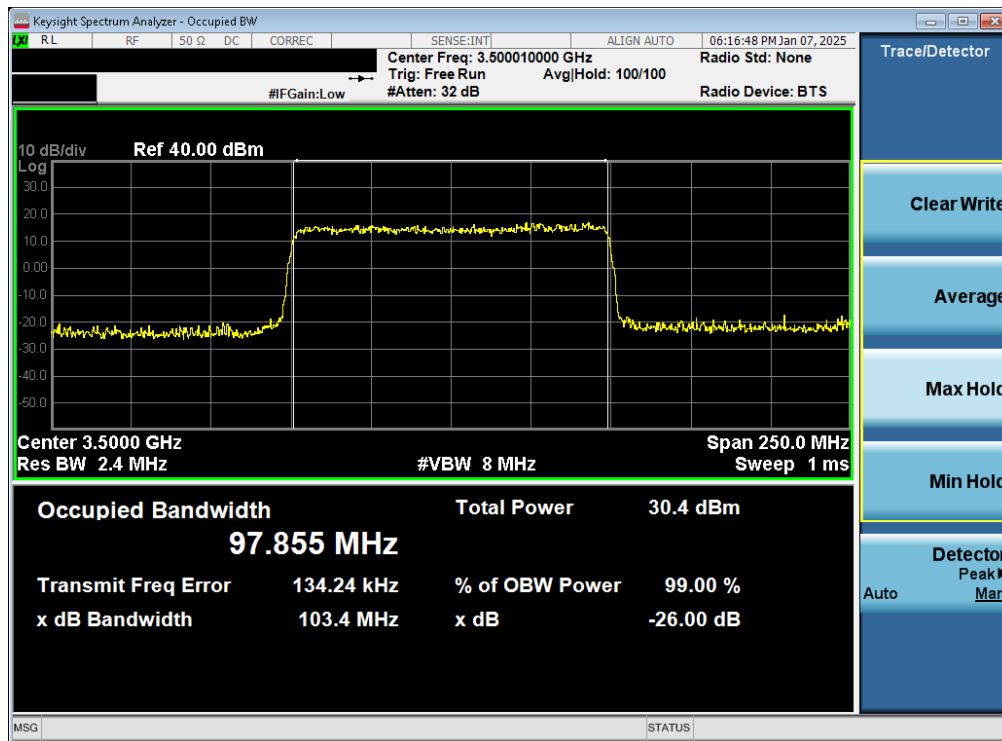 Keysight Spectrum Analyzer - Occupied BW
LXI RL RF 50 Ω DC CORREC SENSE:INT ALIGN AUTO 06:16:48 PM Jan 07, 2025
Center Freq: 3.500010000 GHz Radio Std: None
Trig: Free Run Avg|Hold: 100/100
#IFGain:Low #Atten: 32 dB Radio Device: BTS
Trace/Detector
10 dB/div Ref 40.00 dBm
Log
30.0
20.0
10.0
0.00
-10.0
-20.0
-30.0
-40.0
-50.0
Center 3.5000 GHz Span 250.0 MHz
Res BW 2.4 MHz #VBW 8 MHz Sweep 1 ms
Occupied Bandwidth Total Power 30.4 dBm
97.855 MHz
Transmit Freq Error 134.24 kHz % of OBW Power 99.00 %
x dB Bandwidth 103.4 MHz x dB -26.00 dB
Clear Write
Average
Max Hold
Min Hold
Detector
Peak
Auto Man
MSG STATUS